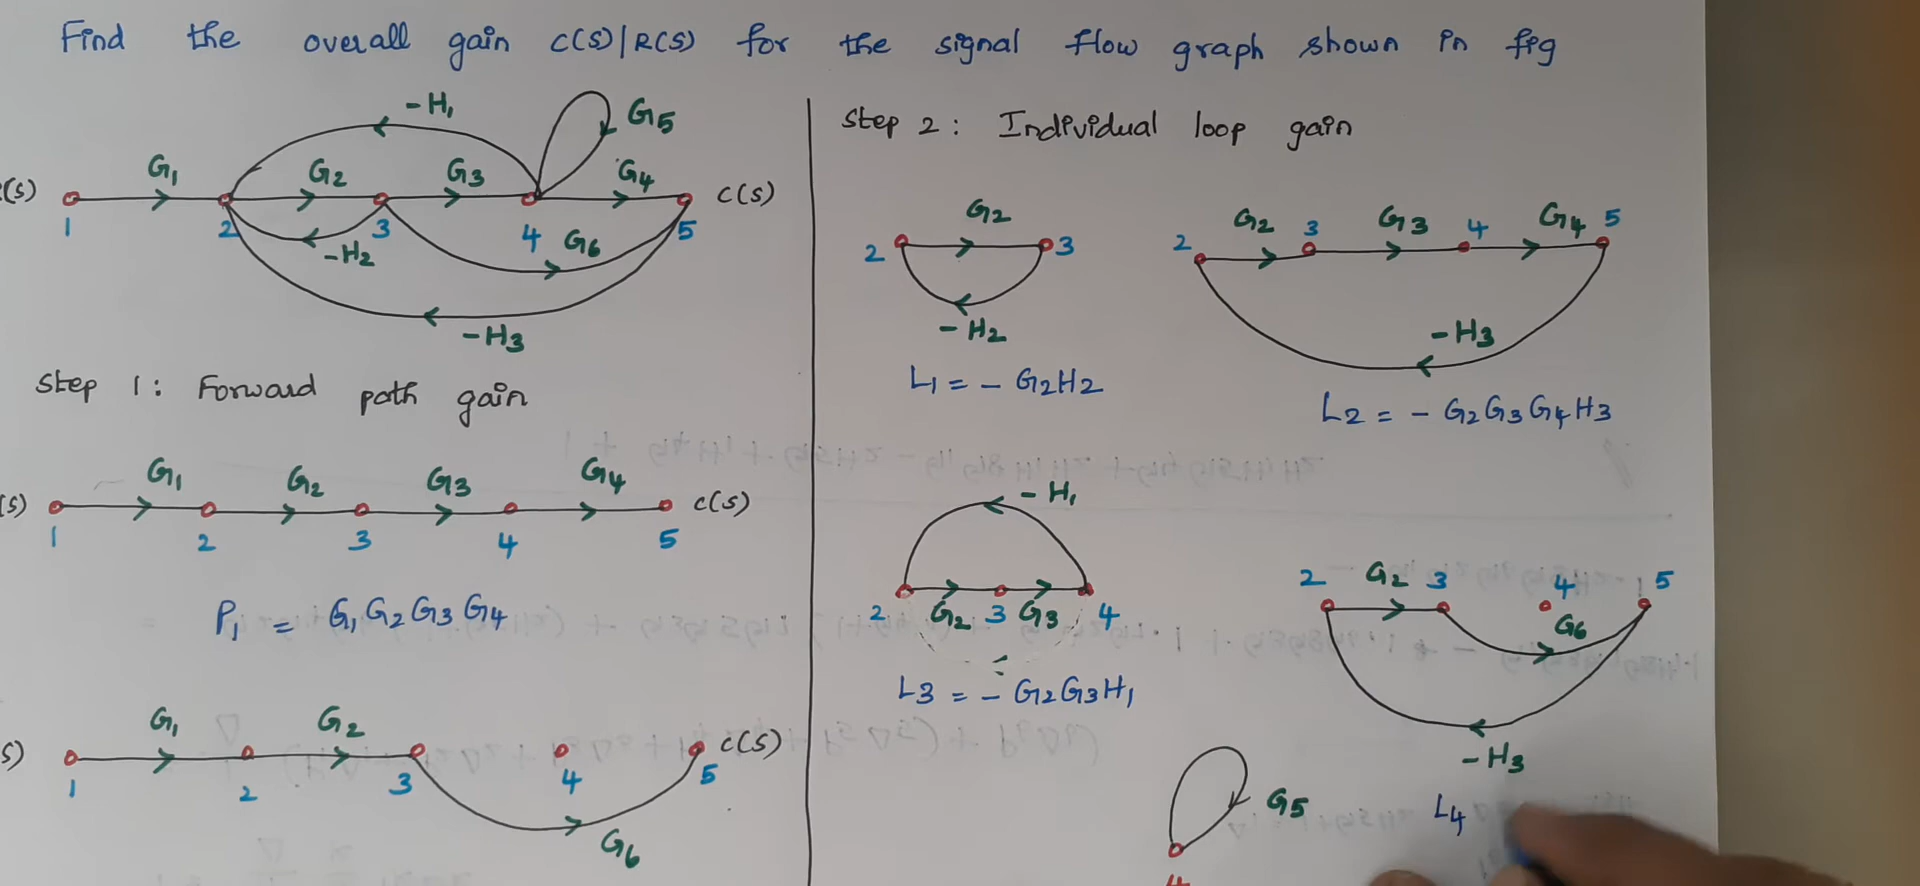 Find the overall gain C(S)|R(S) for the signal flow graph shown in fig
-H1
G5
G1 G2 G3 G4
(S) C(S)
1 2 3 4 5
-H2 G6
-H3
Step 1: Forward path gain
G1 G2 G3 G4
(S) C(S)
1 2 3 4 5
P1 = G1G2G3G4
G1 G2
S) C(S)
1 2 3 4 5
G6
Step 2: Individual loop gain
G2
2 3
-H2
L1 = - G2H2
G2 3 G3 4 G4 5
2
-H3
L2 = - G2G3G4H3
-H1
2 G2 3 G3 4
L3 = - G2G3H1
2 G2 3 4 5
G6
-H3
G5
4
L4